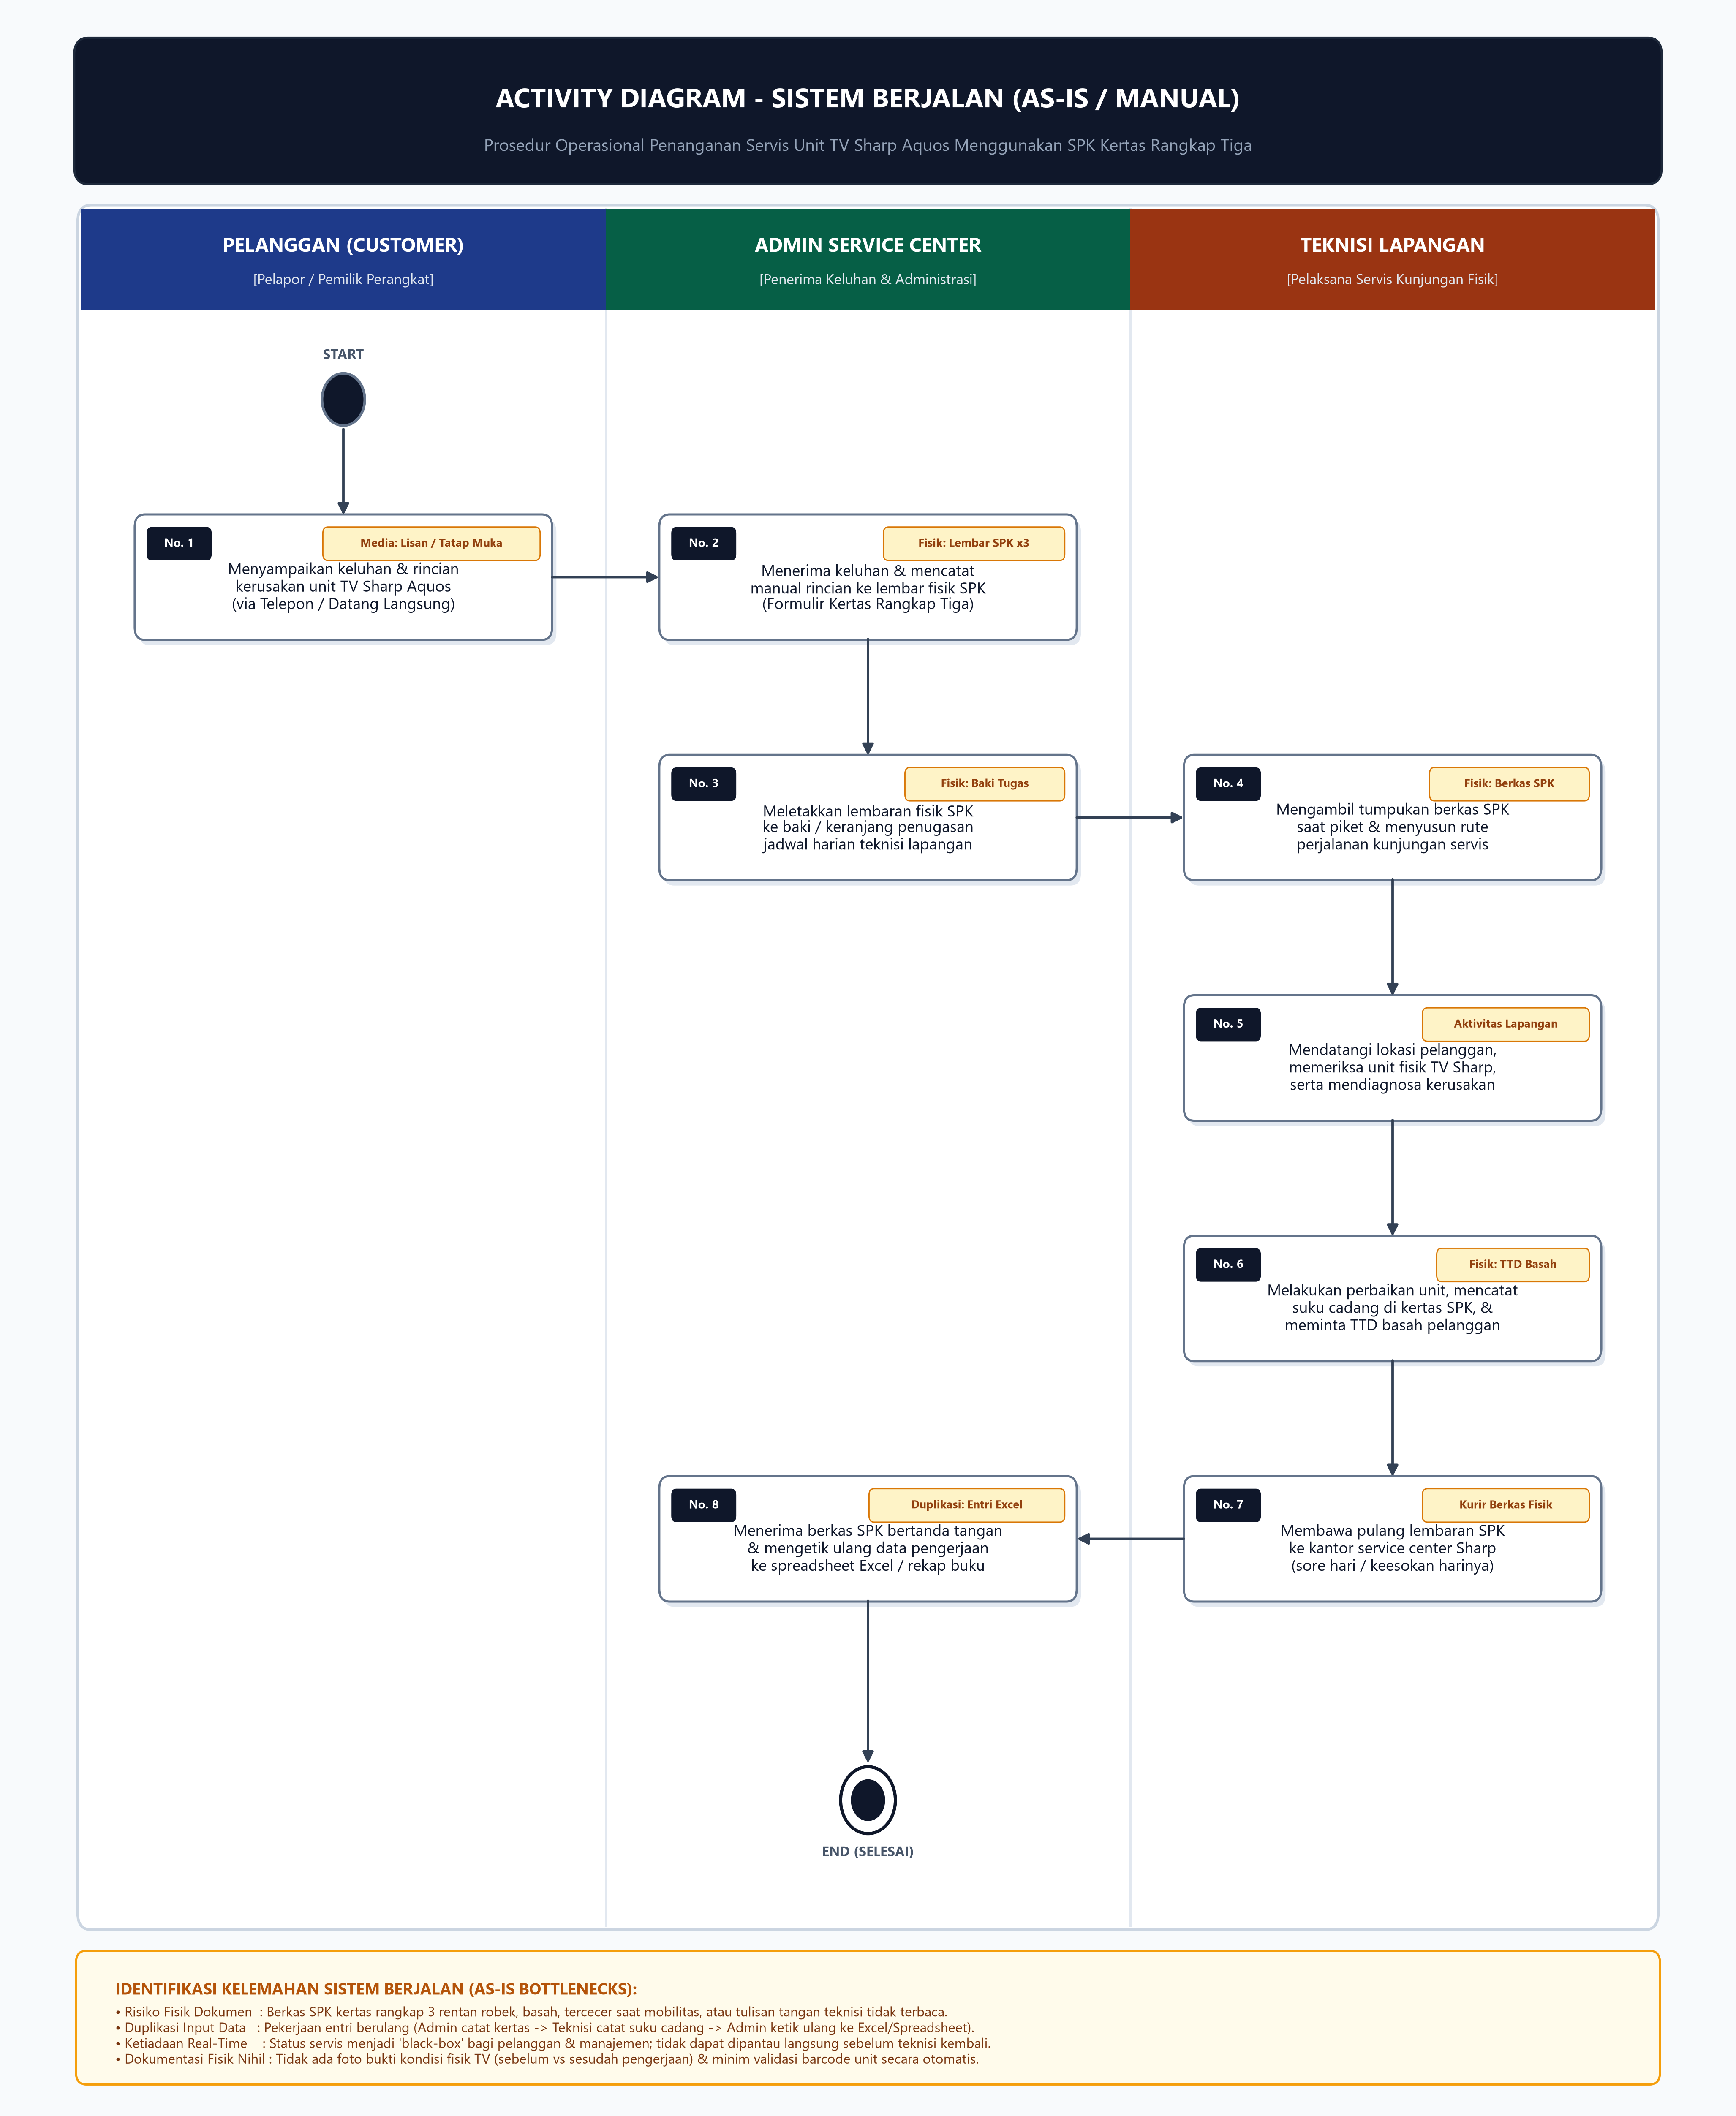 ACTIVITY DIAGRAM - SISTEM BERJALAN (AS-IS / MANUAL)
Prosedur Operasional Penanganan Servis Unit TV Sharp Aquos Menggunakan SPK Kertas Rangkap Tiga
PELANGGAN (CUSTOMER)
[Pelapor / Pemilik Perangkat]
ADMIN SERVICE CENTER
[Penerima Keluhan & Administrasi]
TEKNISI LAPANGAN
[Pelaksana Servis Kunjungan Fisik]
START
No. 1
Media: Lisan / Tatap Muka
Menyampaikan keluhan & rincian
kerusakan unit TV Sharp Aquos
(via Telepon / Datang Langsung)
No. 2
Fisik: Lembar SPK x3
Menerima keluhan & mencatat
manual rincian ke lembar fisik SPK
(Formulir Kertas Rangkap Tiga)
No. 3
Fisik: Baki Tugas
Meletakkan lembaran fisik SPK
ke baki / keranjang penugasan
jadwal harian teknisi lapangan
No. 4
Fisik: Berkas SPK
Mengambil tumpukan berkas SPK
saat piket & menyusun rute
perjalanan kunjungan servis
No. 5
Aktivitas Lapangan
Mendatangi lokasi pelanggan,
memeriksa unit fisik TV Sharp,
serta mendiagnosa kerusakan
No. 6
Fisik: TTD Basah
Melakukan perbaikan unit, mencatat
suku cadang di kertas SPK, &
meminta TTD basah pelanggan
No. 7
Kurir Berkas Fisik
Membawa pulang lembaran SPK
ke kantor service center Sharp
(sore hari / keesokan harinya)
No. 8
Duplikasi: Entri Excel
Menerima berkas SPK bertanda tangan
& mengetik ulang data pengerjaan
ke spreadsheet Excel / rekap buku
END (SELESAI)
IDENTIFIKASI KELEMAHAN SISTEM BERJALAN (AS-IS BOTTLENECKS):
• Risiko Fisik Dokumen : Berkas SPK kertas rangkap 3 rentan robek, basah, tercecer saat mobilitas, atau tulisan tangan teknisi tidak terbaca.
• Duplikasi Input Data : Pekerjaan entri berulang (Admin catat kertas -> Teknisi catat suku cadang -> Admin ketik ulang ke Excel/Spreadsheet).
• Ketiadaan Real-Time : Status servis menjadi 'black-box' bagi pelanggan & manajemen; tidak dapat dipantau langsung sebelum teknisi kembali.
• Dokumentasi Fisik Nihil : Tidak ada foto bukti kondisi fisik TV (sebelum vs sesudah pengerjaan) & minim validasi barcode unit secara otomatis.